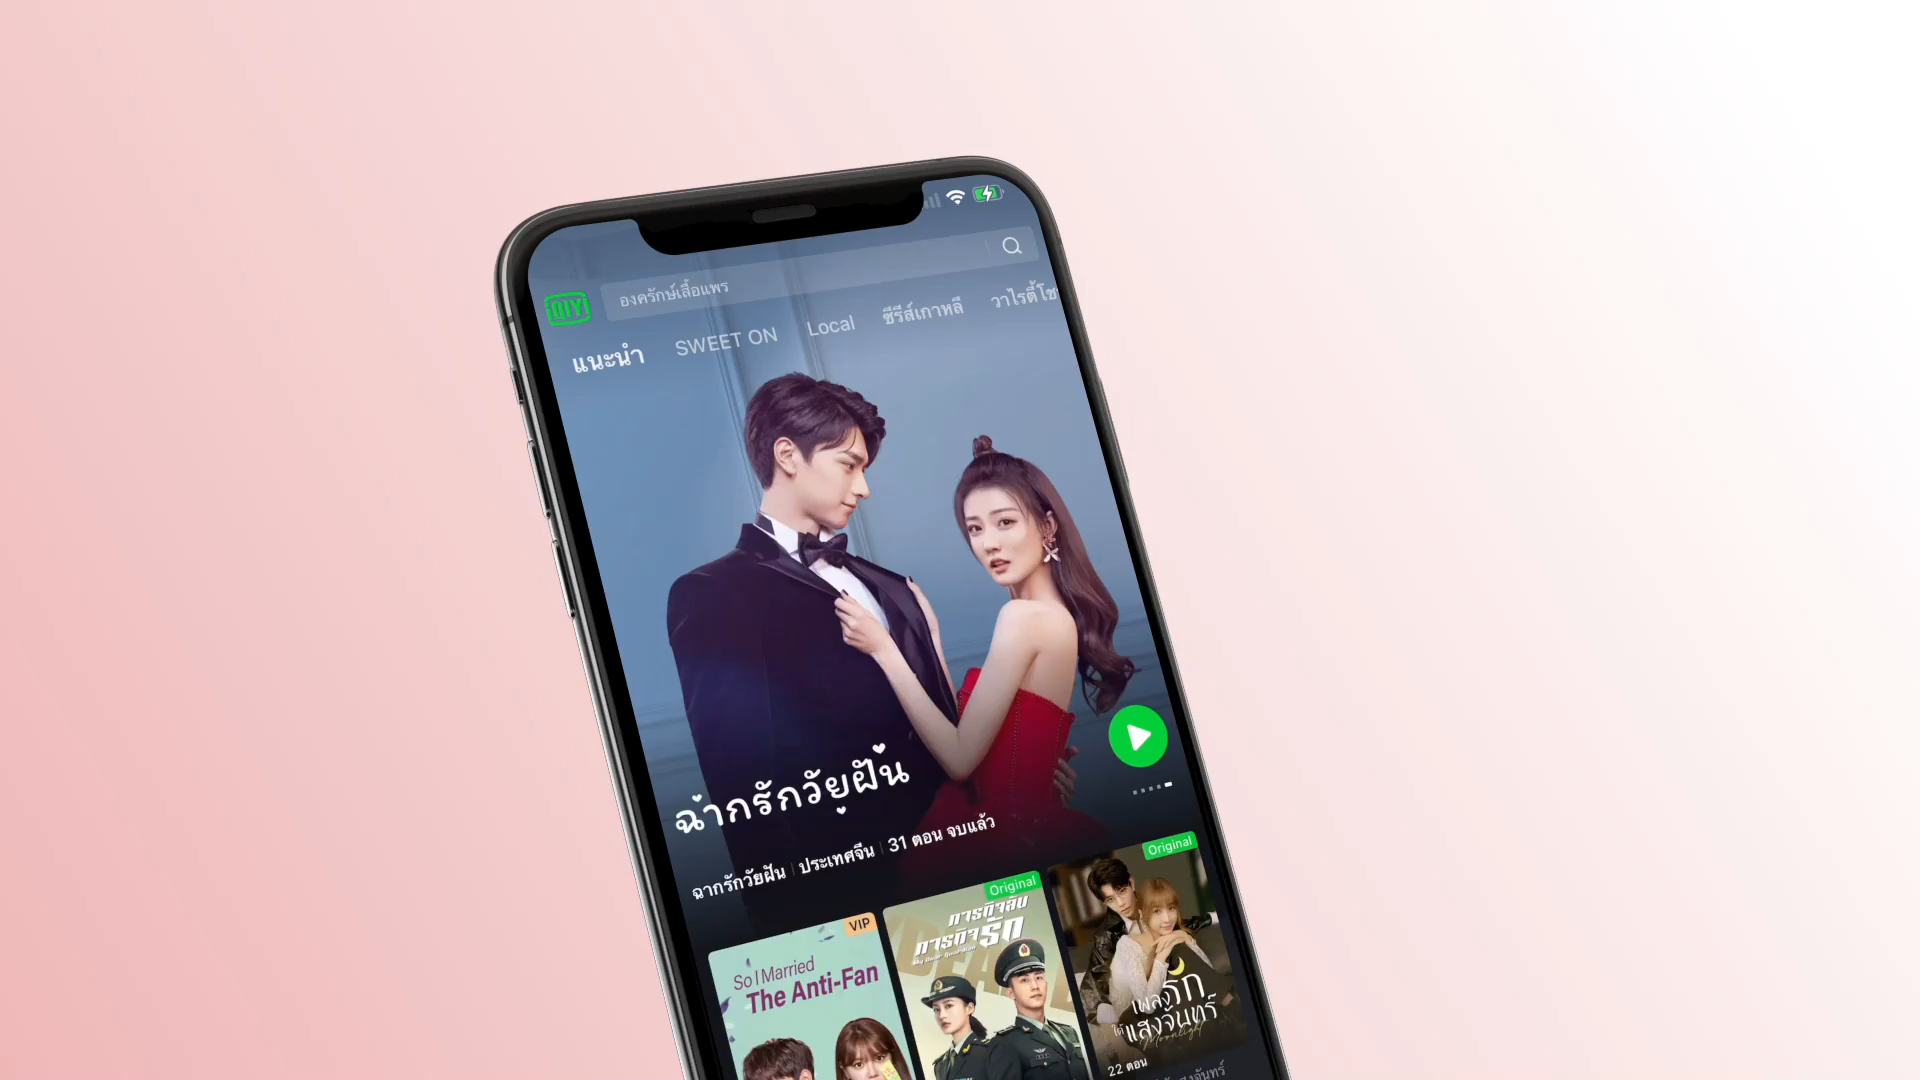 องครักษ์เสื้อแพร
QIY
แนะนำ SWEET ON Local ซีรีส์เกาหลี วาไรตี้โช
ฉากรักวัยฝัน
ฉากรักวัยฝัน | ประเทศจีน | 31 ตอน จบแล้ว
VIP
So I Married
The Anti-Fan
Original
ภารกิจลับ
ภารกิจรัก
My Dear Guardian
Original
เพลงรัก
ใต้แสงจันทร์
Moonlight
22 ตอน